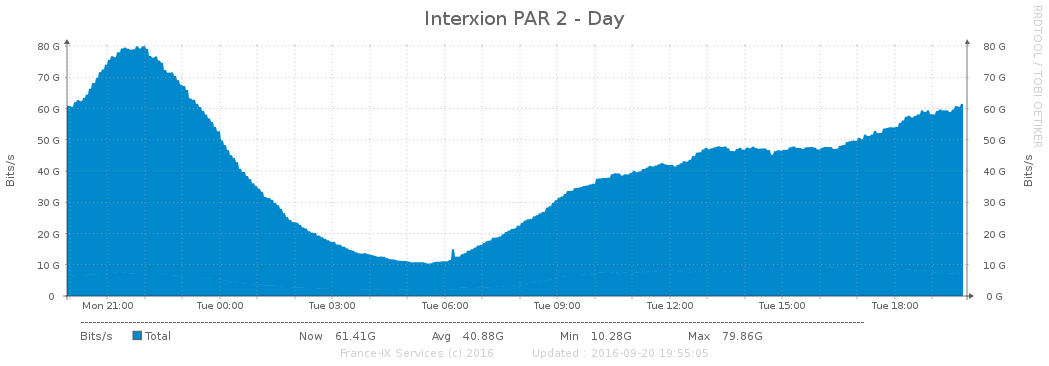 Interxion PAR 2 - Day
RRDTOOL / TOBI OETIKER
Bits/s
80 G 80 G
70 G 70 G
60 G 60 G
50 G 50 G
40 G 40 G
30 G 30 G
20 G 20 G
10 G 10 G
0 0 G
Bits/s
Mon 21:00 Tue 00:00 Tue 03:00 Tue 06:00 Tue 09:00 Tue 12:00 Tue 15:00 Tue 18:00
Bits/s Total Now 61.41G Avg 40.88G Min 10.28G Max 79.86G
France-IX Services (c) 2016 Updated : 2016-09-20 19:55:05